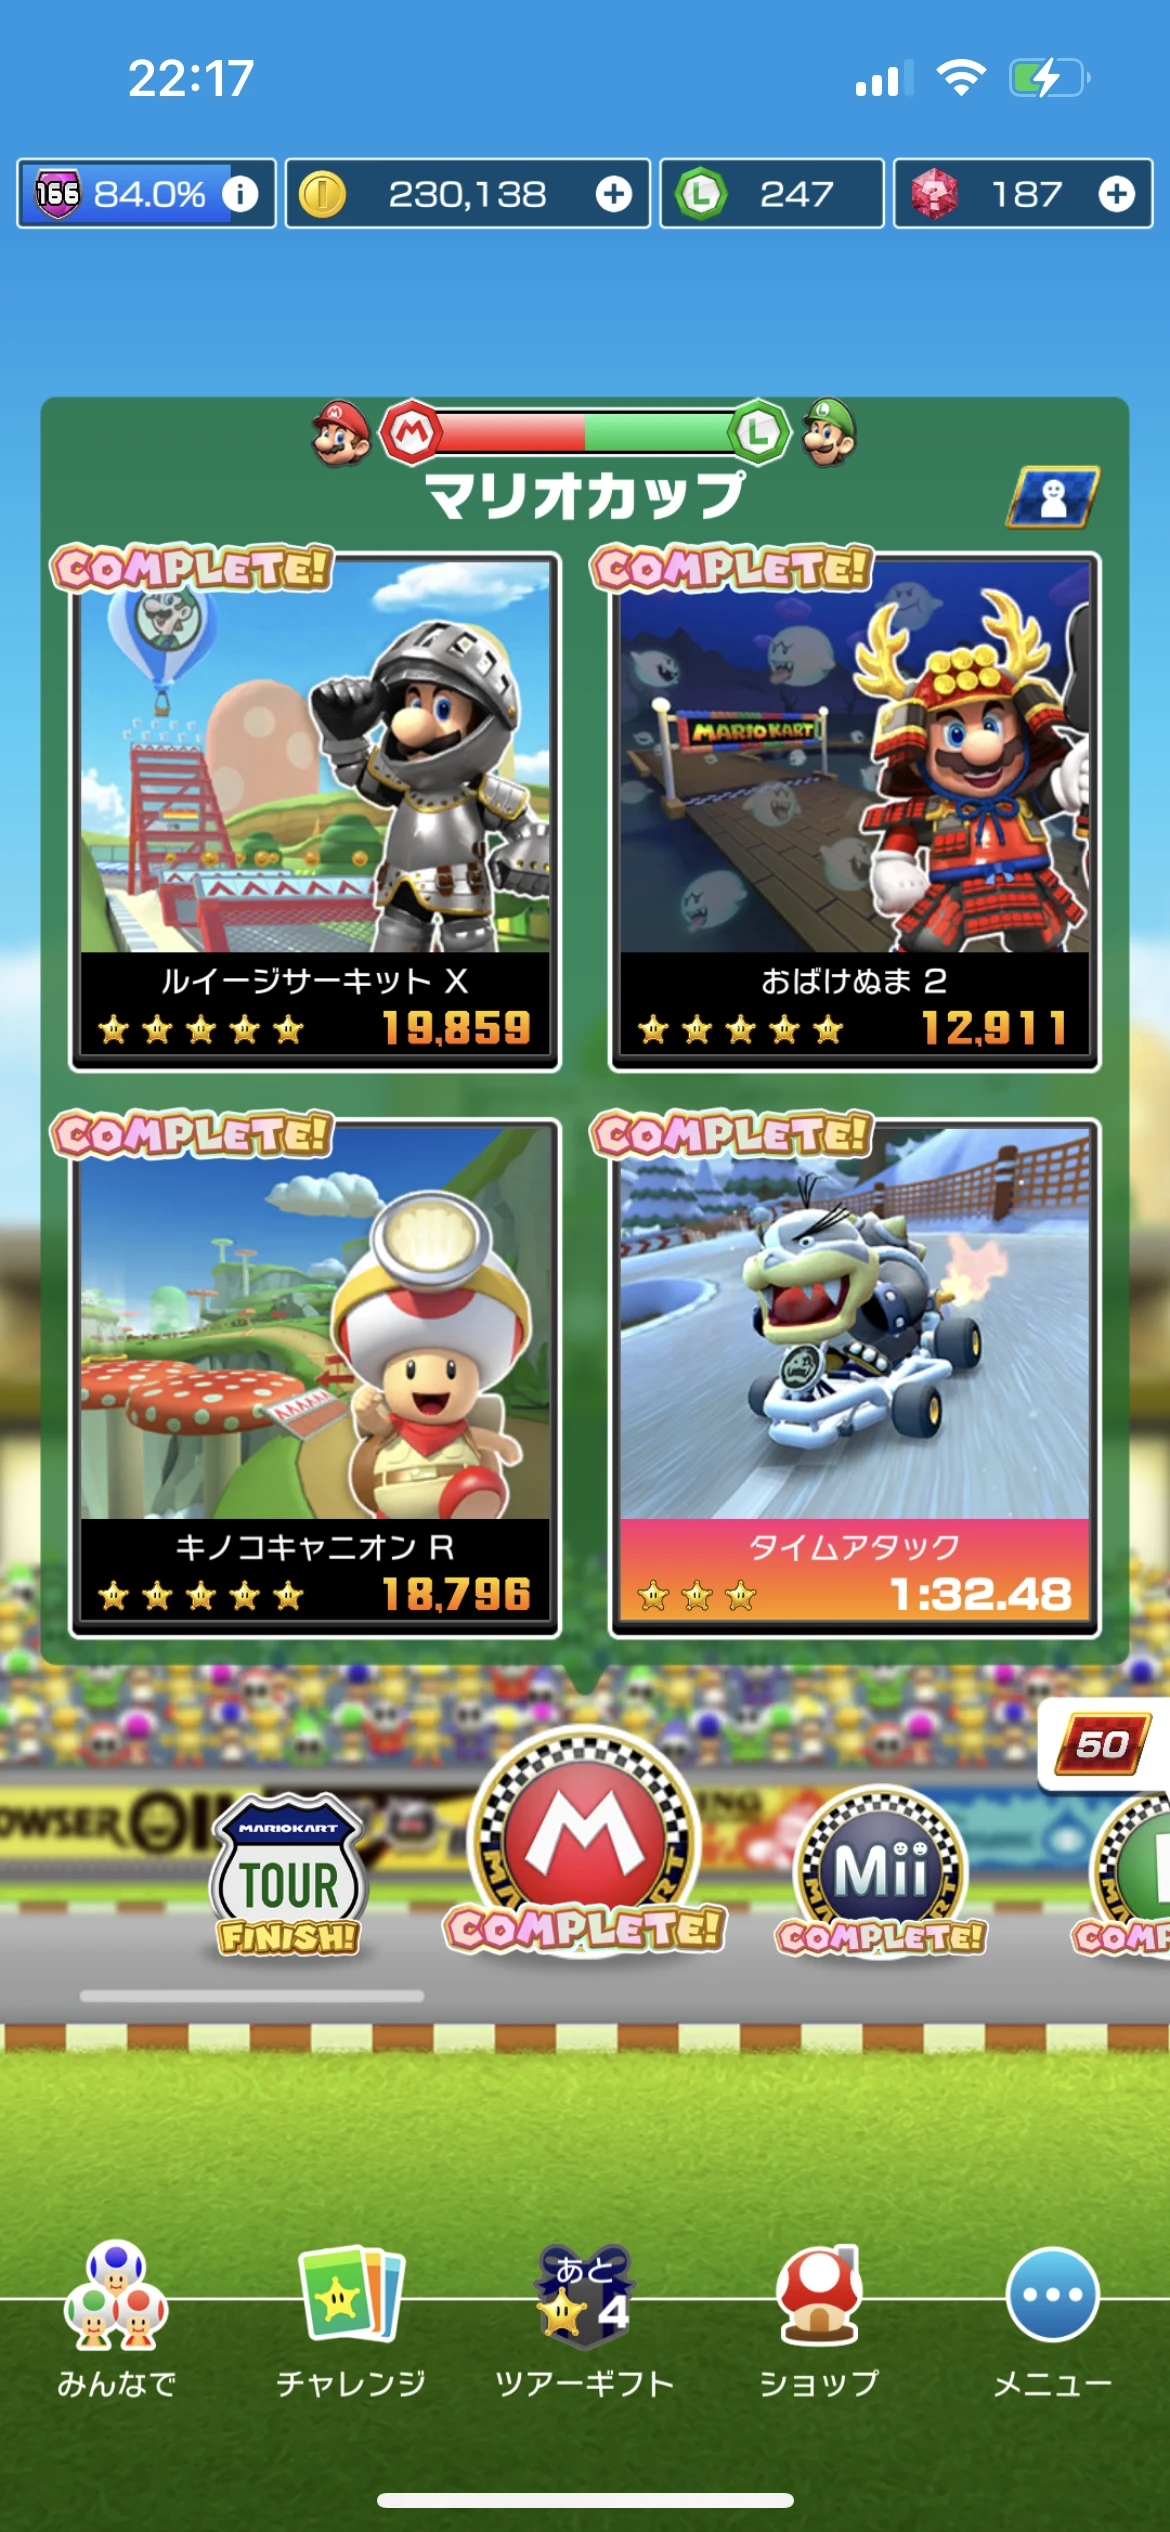 22:17
166 84.0% i 230,138 + L 247 ? 187 +
M L
マリオカップ
COMPLETE! COMPLETE!
MARIO KART
ルイージサーキット X おばけぬま 2
19,859 12,911
COMPLETE! COMPLETE!
キノコキャニオン R タイムアタック
18,796 1:32.48
50
MARIOKART
TOUR
FINISH!
M
COMPLETE!
Mii
COMPLETE!
あと
4
みんなで チャレンジ ツアーギフト ショップ メニュー